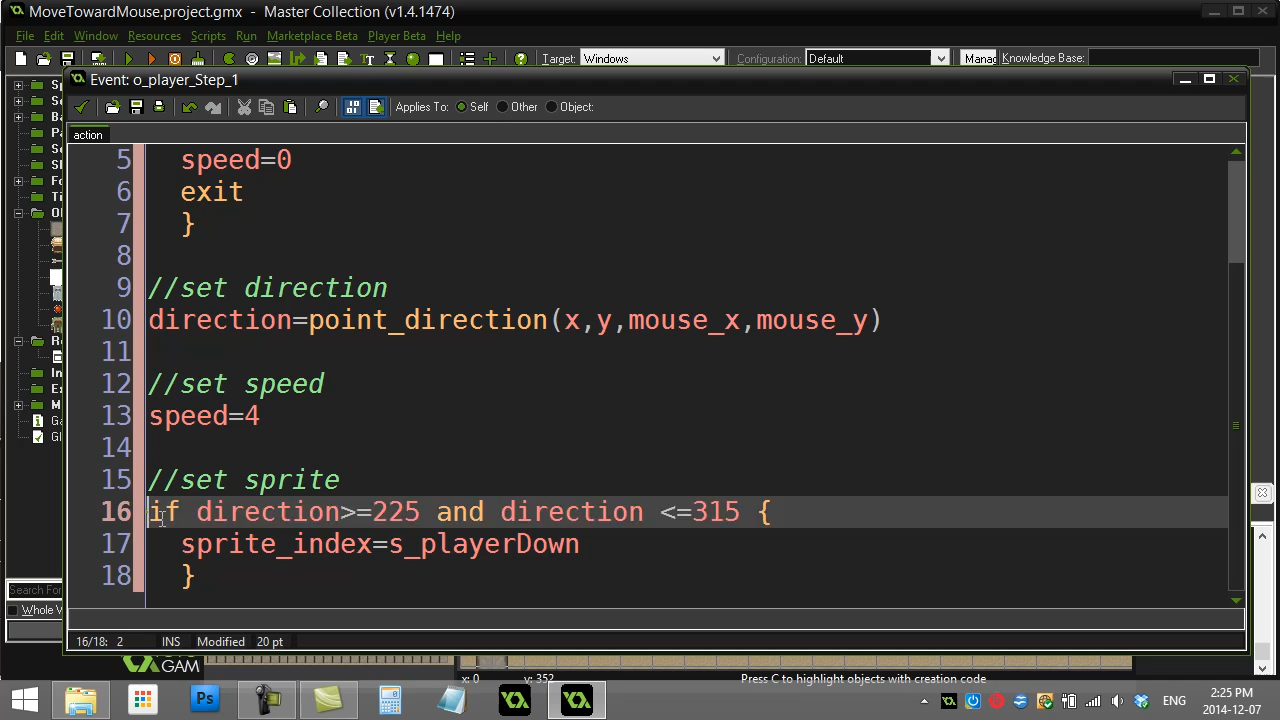 MoveTowardMouse.project.gmx - Master Collection (v1.4.1474)
File Edit Window Resources Scripts Run Marketplace Beta Player Beta Help
Target: Windows Configuration: Default Knowledge Base:
Event: o_player_Step_1
Applies To: Self Other Object:
action
5 speed=0
6 exit
7 }
8
9 //set direction
10 direction=point_direction(x,y,mouse_x,mouse_y)
11
12 //set speed
13 speed=4
14
15 //set sprite
16 if direction>=225 and direction <=315 {
17 sprite_index=s_playerDown
18 }
16/18: 2 INS Modified 20 pt
x: 0 y: 352 Press C to highlight objects with creation code
Ps
ENG
2:25 PM
2014-12-07